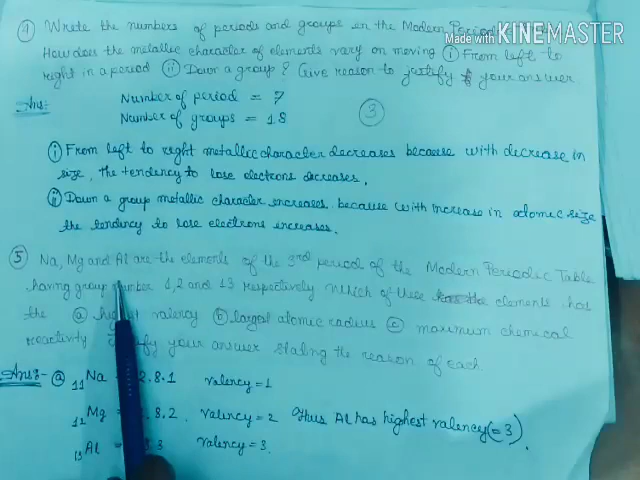 ④ Write the numbers of periods and groups in the Modern Period
Made with KINEMASTER
How does the metallic character of elements vary on moving ⓘ From left to
right in a period ⓘⓘ Down a group? Give reason to justify your answer.
Ans:
Number of period = 7
Number of groups = 18
③
ⓘ From left to right metallic character decreases because with decrease in
size, the tendency to lose electrons decreases.
ⓘⓘ Down a group metallic character increases because with increase in atomic size
the tendency to lose electrons increases.
⑤ Na, Mg and Al are the elements of the 3rd period of the Modern Periodic Table
having group number 1,2 and 13 respectively which of these elements has
the ⓐ highest valency ⓑ largest atomic radius ⓒ maximum chemical
reactivity your answer stating the reason of each.
Ans:- ⓐ 11Na = 2.8.1 valency = 1
12Mg = .8.2, valency = 2 Thus Al has highest valency (= 3).
13Al = 3 valency = 3.